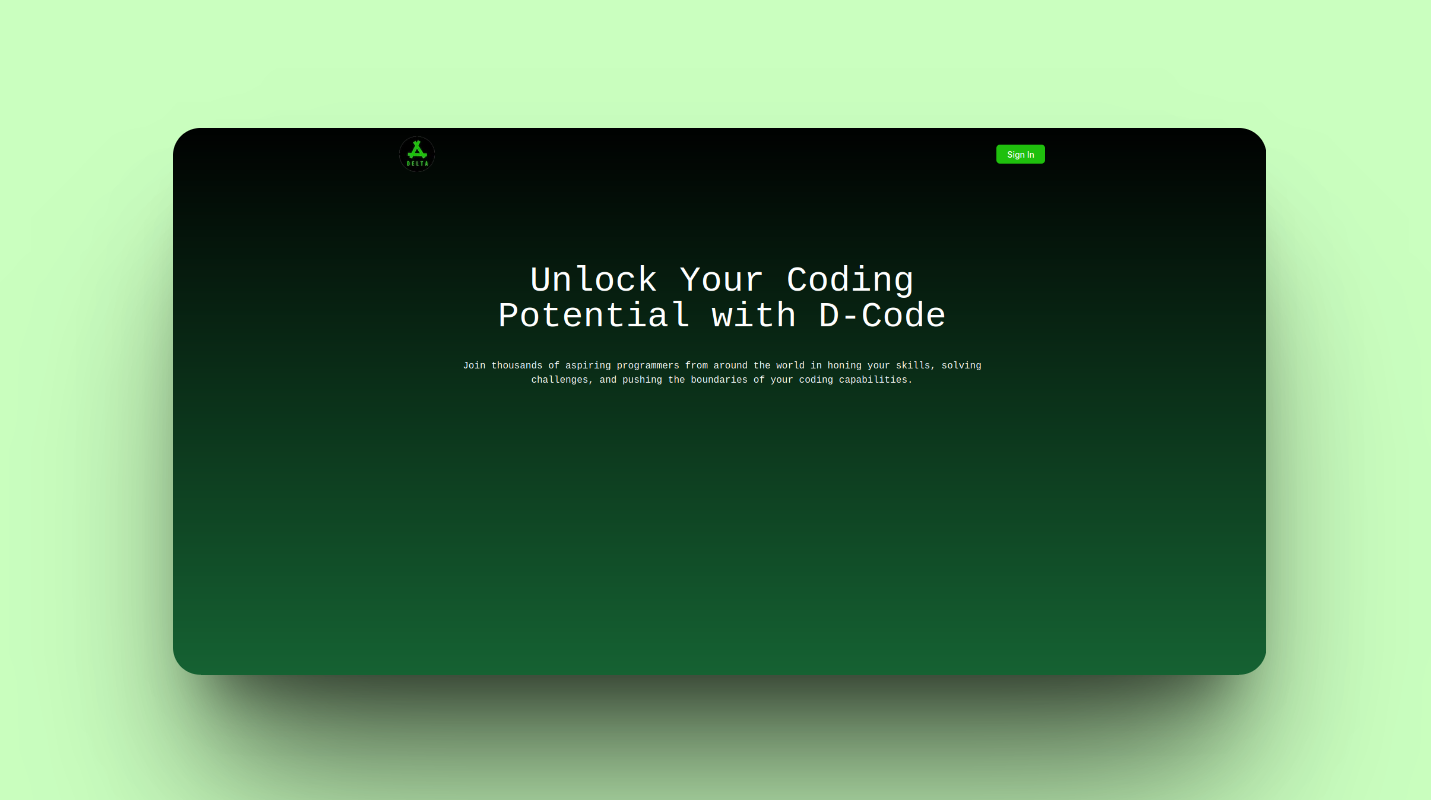 DELTA
Sign In
Unlock Your Coding
Potential with D-Code
Join thousands of aspiring programmers from around the world in honing your skills, solving
challenges, and pushing the boundaries of your coding capabilities.